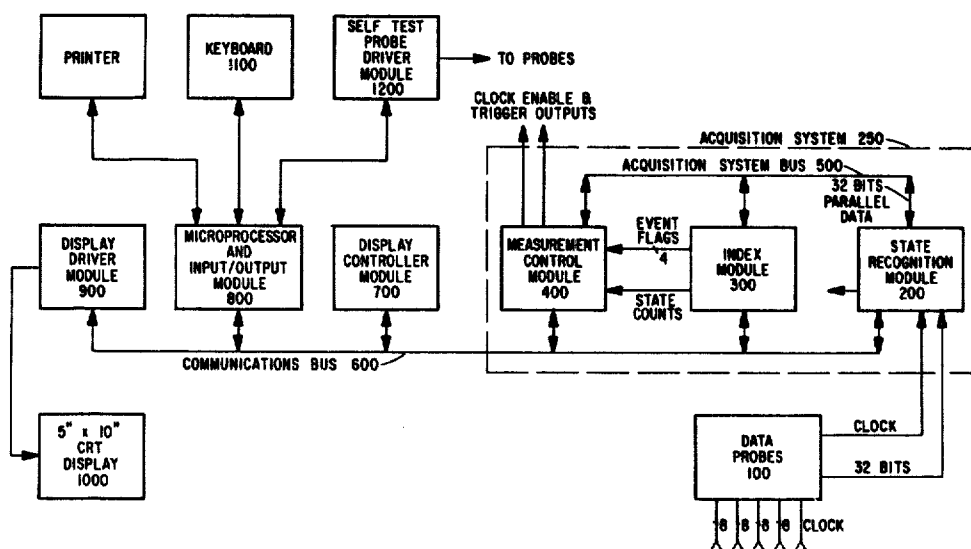 PRINTER
KEYBOARD
1100
SELF TEST
PROBE
DRIVER
MODULE
1200
TO PROBES
CLOCK ENABLE &
TRIGGER OUTPUTS
ACQUISITION SYSTEM 250
ACQUISITION SYSTEM BUS 500
32 BITS
PARALLEL
DATA
DISPLAY
DRIVER
MODULE
900
MICROPROCESSOR
AND
INPUT/OUTPUT
MODULE
800
DISPLAY
CONTROLLER
MODULE
700
MEASUREMENT
CONTROL
MODULE
400
EVENT
FLAGS
4
STATE
COUNTS
INDEX
MODULE
300
STATE
RECOGNITION
MODULE
200
COMMUNICATIONS BUS 600
5" x 10"
CRT
DISPLAY
1000
DATA
PROBES
100
CLOCK
32 BITS
8 8 8 8 CLOCK